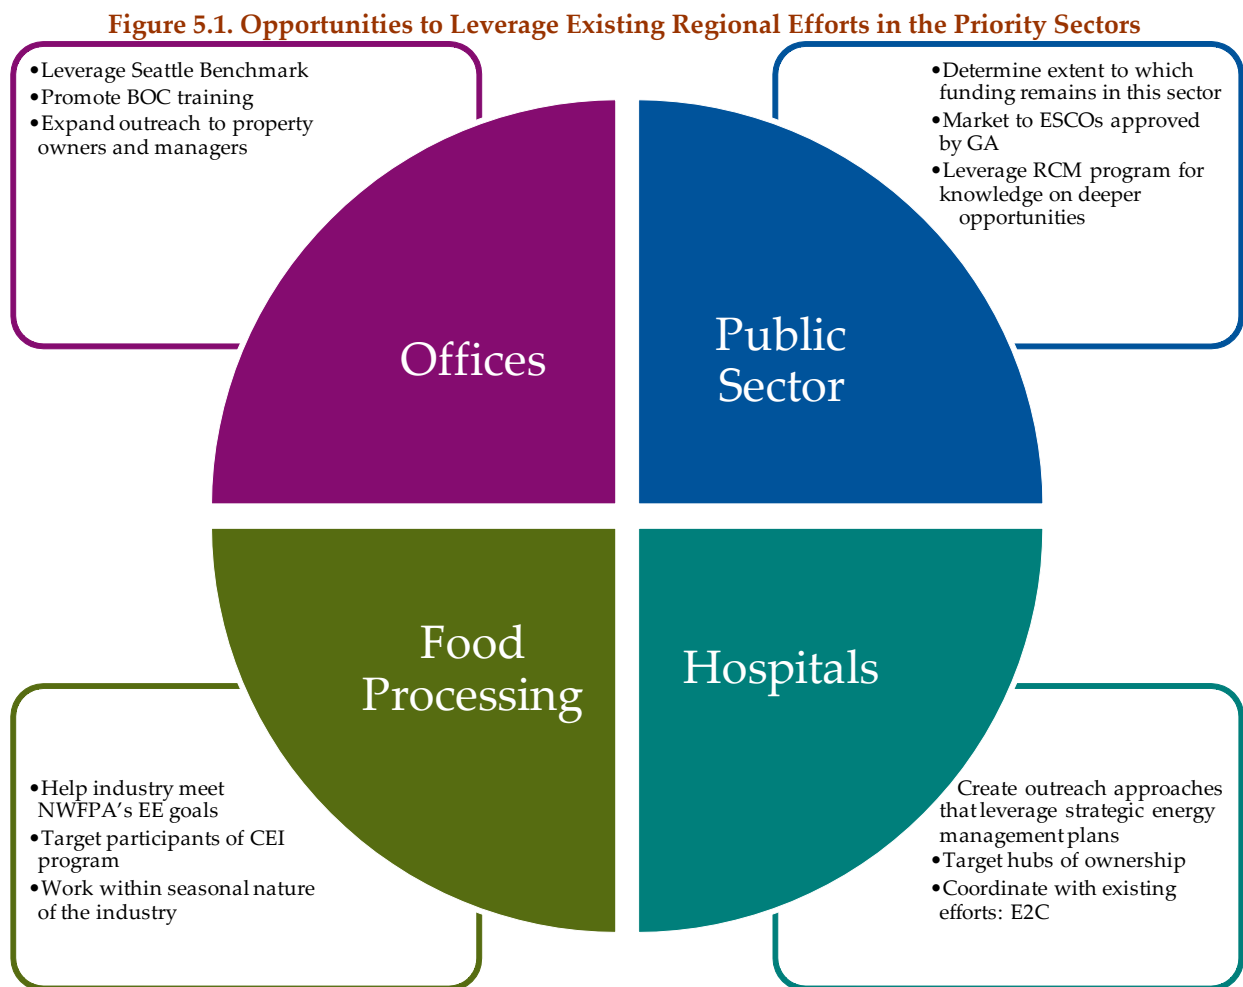 Figure 5.1. Opportunities to Leverage Existing Regional Efforts in the Priority Sectors
•Leverage Seattle Benchmark
•Promote BOC training
•Expand outreach to property
owners and managers
•Determine extent to which
funding remains in this sector
•Market to ESCOs approved
by GA
•Leverage RCM program for
knowledge on deeper
opportunities
Offices
Public
Sector
Food
Processing
Hospitals
•Help industry meet
NWFPA's EE goals
•Target participants of CEI
program
•Work within seasonal nature
of the industry
Create outreach approaches
that leverage strategic energy
management plans
•Target hubs of ownership
•Coordinate with existing
efforts: E2C